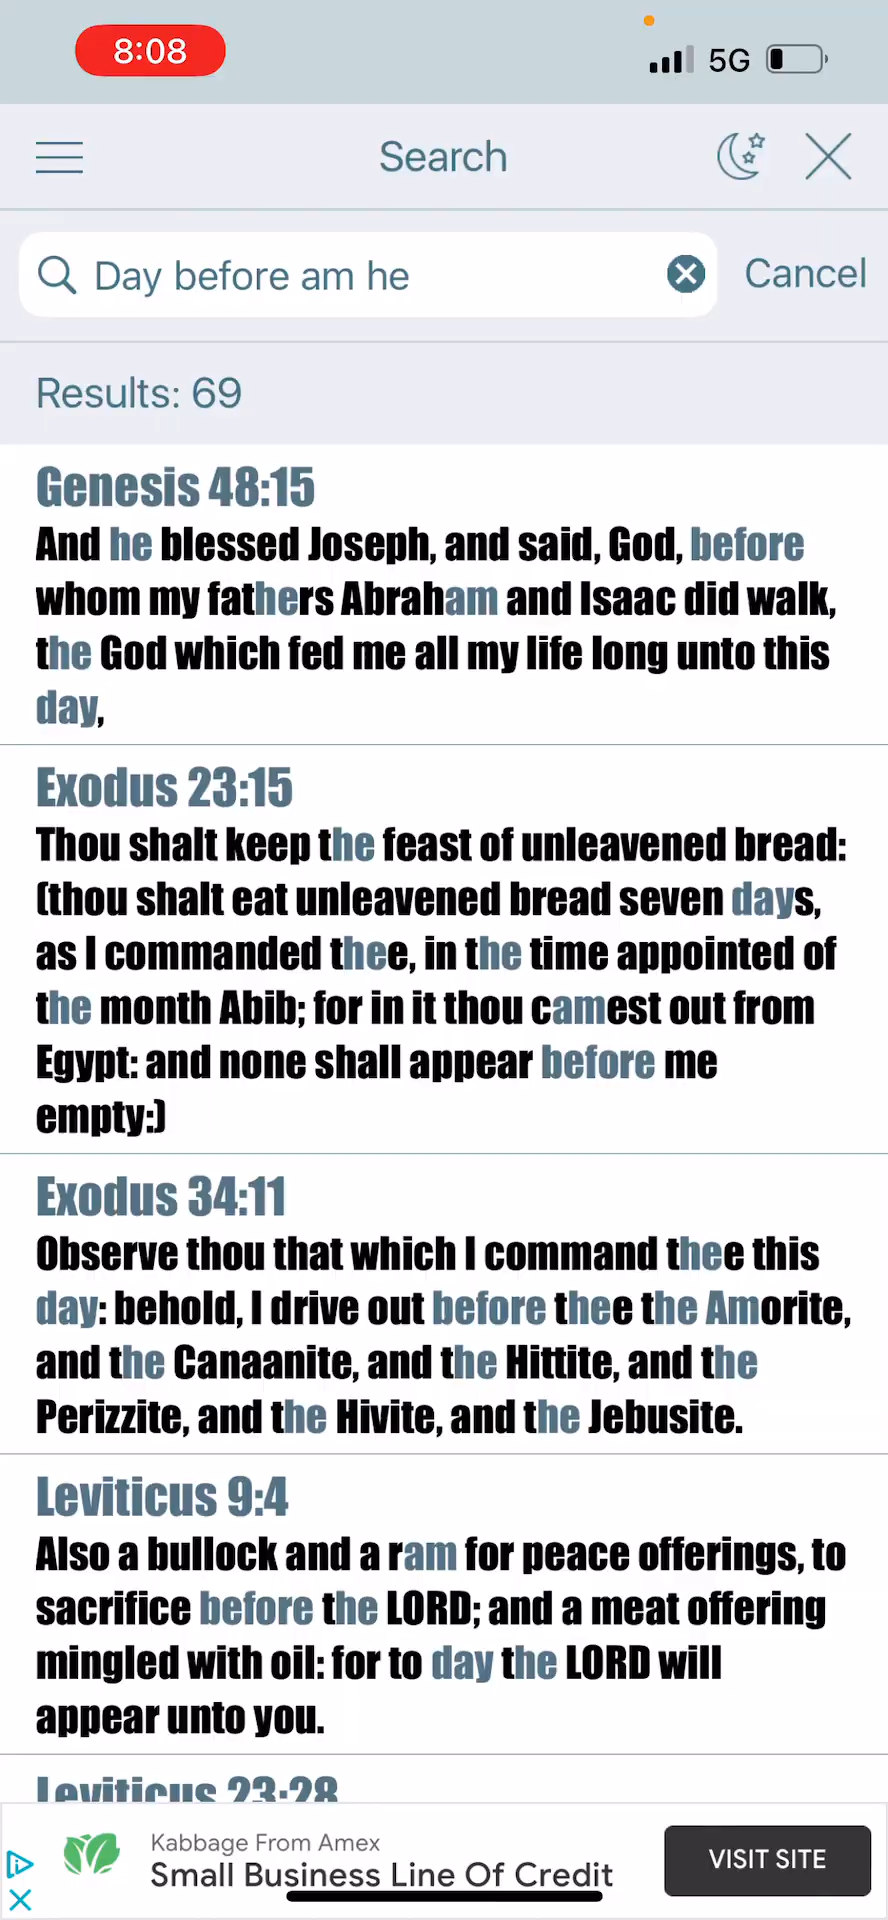 8:08
5G
Search
Day before am he
Cancel
Results: 69
Genesis 48:15
And he blessed Joseph, and said, God, before
whom my fathers Abraham and Isaac did walk,
the God which fed me all my life long unto this
day,
Exodus 23:15
Thou shalt keep the feast of unleavened bread:
(thou shalt eat unleavened bread seven days,
as I commanded thee, in the time appointed of
the month Abib; for in it thou camest out from
Egypt: and none shall appear before me
empty:)
Exodus 34:11
Observe thou that which I command thee this
day: behold, I drive out before thee the Amorite,
and the Canaanite, and the Hittite, and the
Perizzite, and the Hivite, and the Jebusite.
Leviticus 9:4
Also a bullock and a ram for peace offerings, to
sacrifice before the LORD; and a meat offering
mingled with oil: for to day the LORD will
appear unto you.
Leviticus 23:28
Kabbage From Amex
Small Business Line Of Credit
VISIT SITE